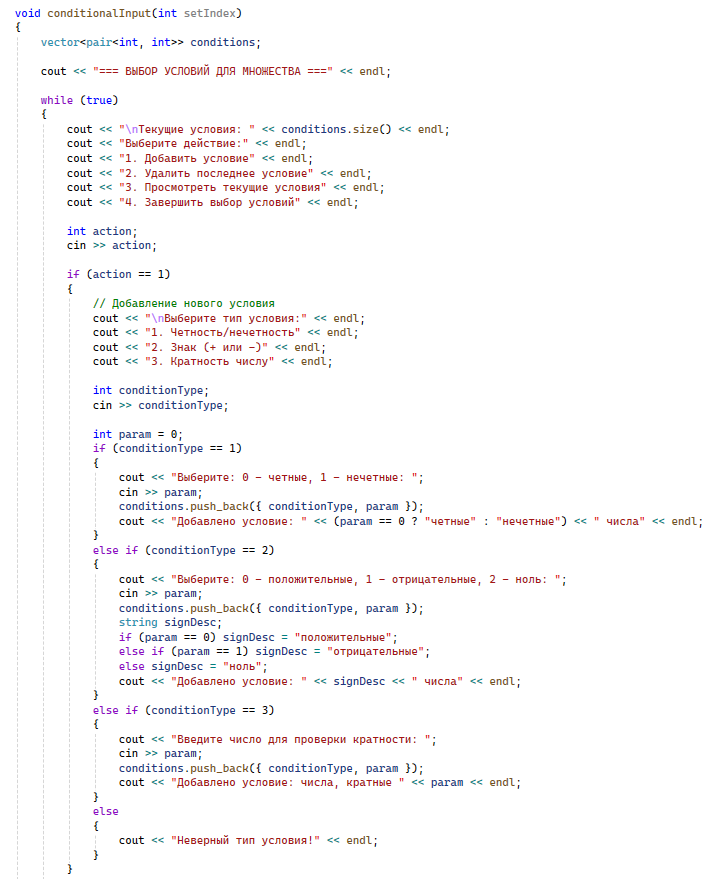 void conditionalInput(int setIndex)
{
    vector<pair<int, int>> conditions;

    cout << "=== ВЫБОР УСЛОВИЙ ДЛЯ МНОЖЕСТВА ===" << endl;

    while (true)
    {
        cout << "\nТекущие условия: " << conditions.size() << endl;
        cout << "Выберите действие:" << endl;
        cout << "1. Добавить условие" << endl;
        cout << "2. Удалить последнее условие" << endl;
        cout << "3. Просмотреть текущие условия" << endl;
        cout << "4. Завершить выбор условий" << endl;

        int action;
        cin >> action;

        if (action == 1)
        {
            // Добавление нового условия
            cout << "\nВыберите тип условия:" << endl;
            cout << "1. Четность/нечетность" << endl;
            cout << "2. Знак (+ или -)" << endl;
            cout << "3. Кратность числу" << endl;

            int conditionType;
            cin >> conditionType;

            int param = 0;
            if (conditionType == 1)
            {
                cout << "Выберите: 0 - четные, 1 - нечетные: ";
                cin >> param;
                conditions.push_back({ conditionType, param });
                cout << "Добавлено условие: " << (param == 0 ? "четные" : "нечетные") << " числа" << endl;
            }
            else if (conditionType == 2)
            {
                cout << "Выберите: 0 - положительные, 1 - отрицательные, 2 - ноль: ";
                cin >> param;
                conditions.push_back({ conditionType, param });
                string signDesc;
                if (param == 0) signDesc = "положительные";
                else if (param == 1) signDesc = "отрицательные";
                else signDesc = "ноль";
                cout << "Добавлено условие: " << signDesc << " числа" << endl;
            }
            else if (conditionType == 3)
            {
                cout << "Введите число для проверки кратности: ";
                cin >> param;
                conditions.push_back({ conditionType, param });
                cout << "Добавлено условие: числа, кратные " << param << endl;
            }
            else
            {
                cout << "Неверный тип условия!" << endl;
            }
        }